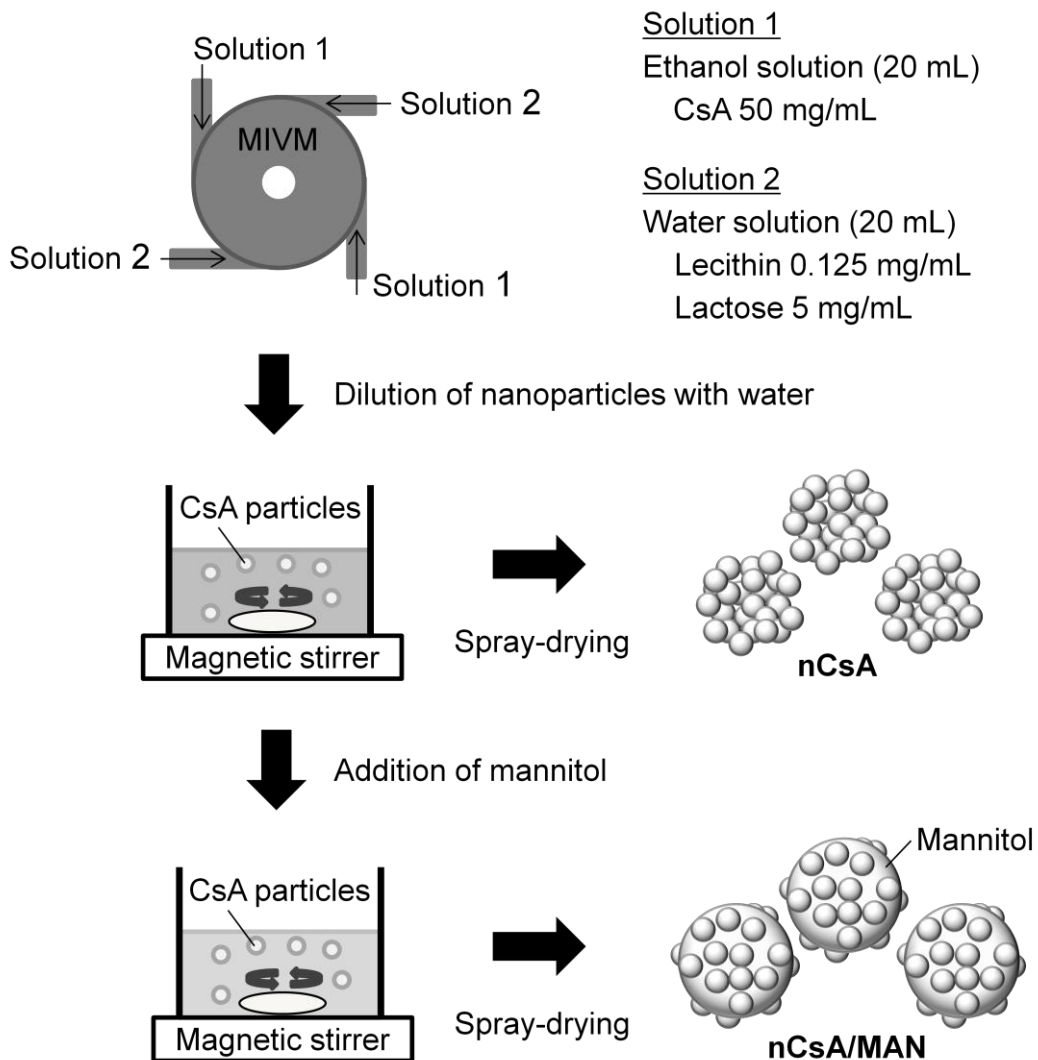 Solution 1
Solution 2
MIVM
Solution 2
Solution 1
Solution 1
Ethanol solution (20 mL)
CsA 50 mg/mL
Solution 2
Water solution (20 mL)
Lecithin 0.125 mg/mL
Lactose 5 mg/mL
Dilution of nanoparticles with water
CsA particles
Magnetic stirrer
Spray-drying
nCsA
Addition of mannitol
CsA particles
Magnetic stirrer
Spray-drying
Mannitol
nCsA/MAN